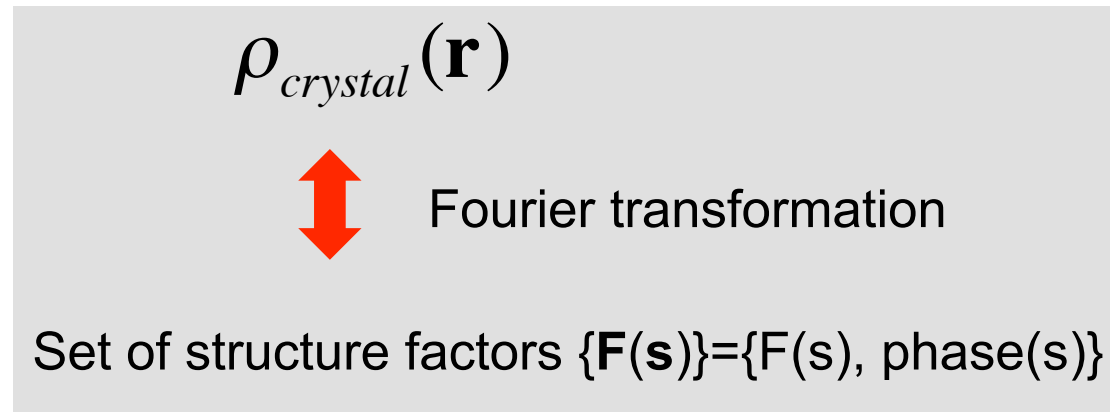 ρcrystal(r)
Fourier transformation
Set of structure factors {F(s)}={F(s), phase(s)}